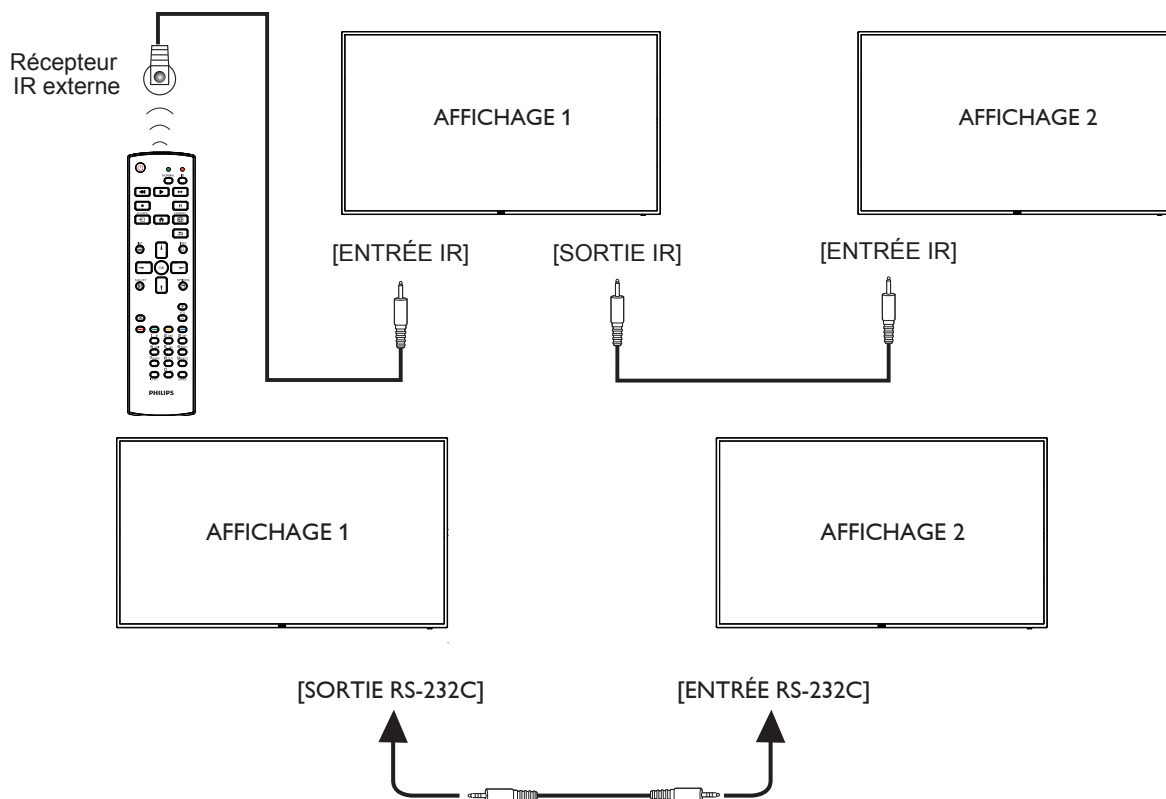 Récepteur
IR externe
AFFICHAGE 1
AFFICHAGE 2
[ENTRÉE IR]
[SORTIE IR]
[ENTRÉE IR]
PHILIPS
AFFICHAGE 1
AFFICHAGE 2
[SORTIE RS-232C]
[ENTRÉE RS-232C]